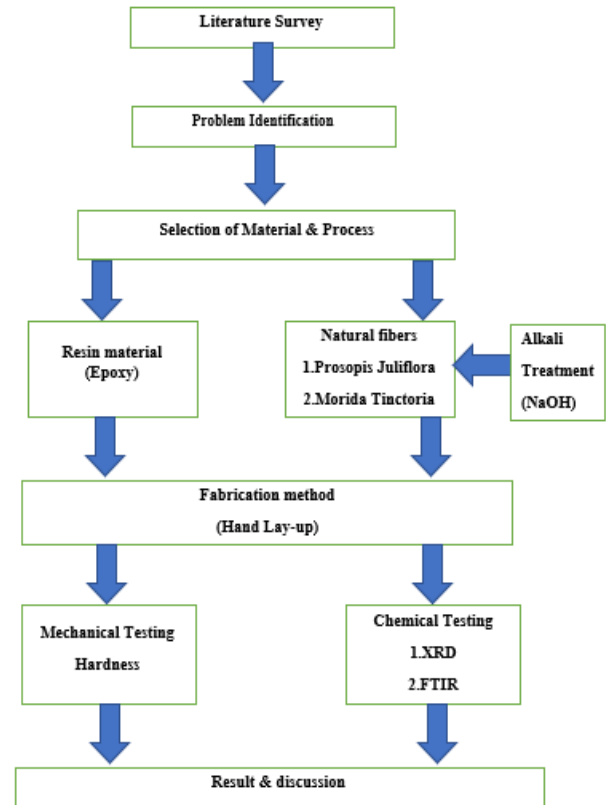 Literature Survey
Problem Identification
Selection of Material & Process
Resin material
(Epoxy)
Natural fibers
1.Prosopis Juliflora
2.Morida Tinctoria
Alkali
Treatment
(NaOH)
Fabrication method
(Hand Lay-up)
Mechanical Testing
Hardness
Chemical Testing
1.XRD
2.FTIR
Result & discussion